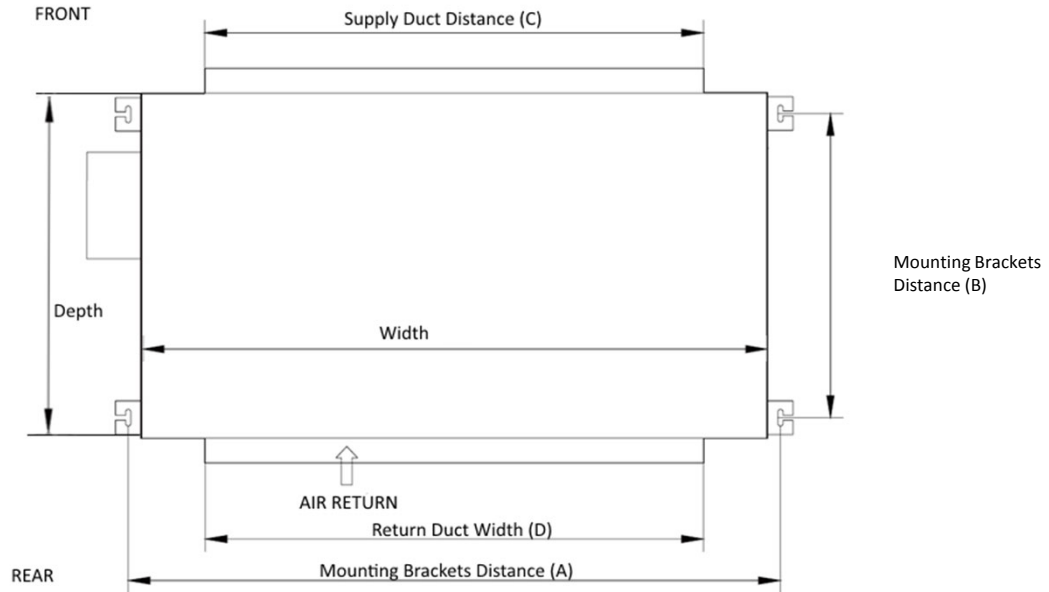 FRONT
Supply Duct Distance (C)
Mounting Brackets
Distance (B)
Depth
Width
AIR RETURN
Return Duct Width (D)
REAR
Mounting Brackets Distance (A)